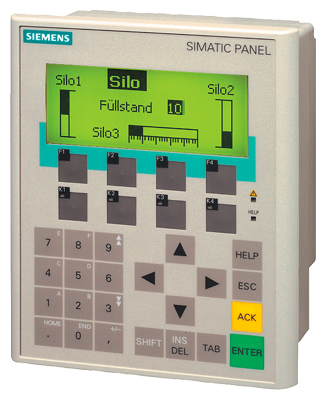 SIEMENS
SIMATIC PANEL
Silo1
Silo
Silo2
Füllstand 10
Silo3
F1 F2 F3 F4
K1 K2 K3 K4
HELP
7 D 8 E 9 F
4 5 6
1 A 2 B 3 C
HOME END +/-
. 0 ,
HELP
ESC
ACK
SHIFT
INS
DEL
TAB
ENTER